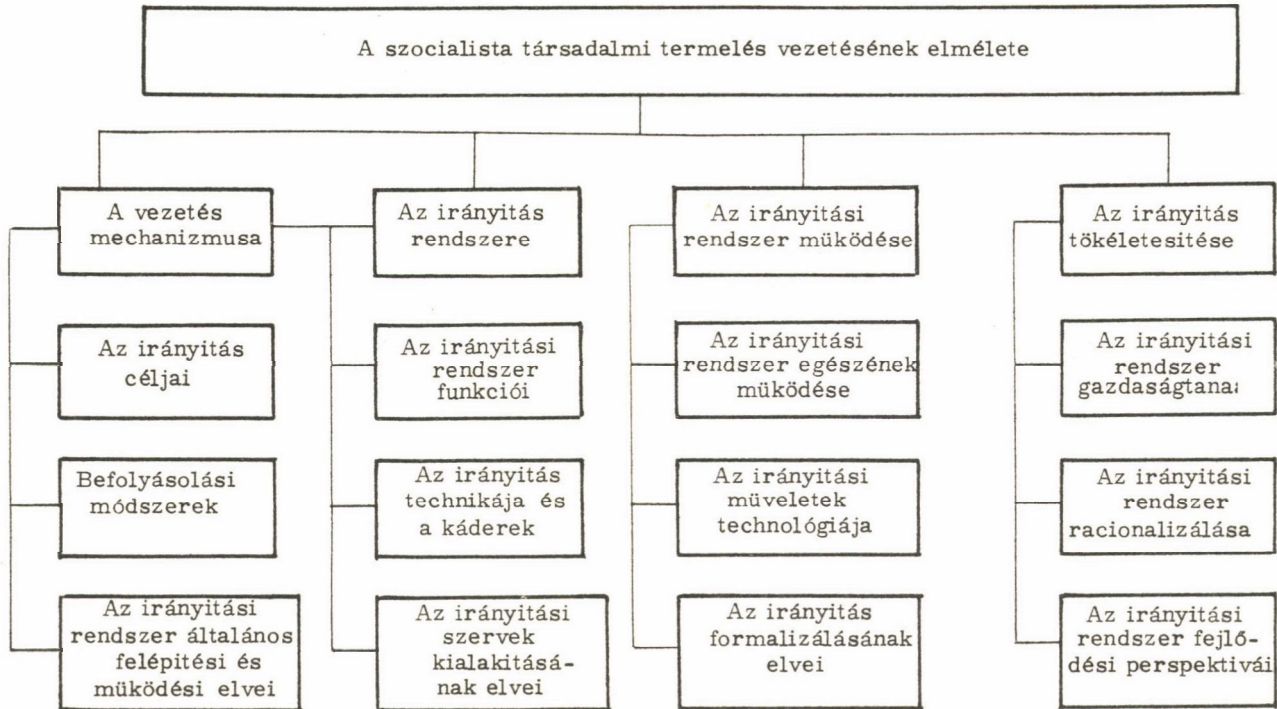 A szocialista társadalmi termelés vezetésének elmélete
A vezetés
mechanizmusa
Az irányitás
rendszere
Az irányitási
rendszer müködése
Az irányitás
tökéletesitése
Az irányitás
céljai
Az irányitási
rendszer
funkciói
Az irányitási
rendszer egészének
müködése
Az irányitási
rendszer
gazdaságtana
Befolyásolási
módszerek
Az irányitás
technikája és
a káderek
Az irányitási
müveletek
technológiája
Az irányitási
rendszer
racionalizálása
Az irányitási
rendszer általános
felépitési és
müködési elvei
Az irányitási
szervek
kialakitásá-
nak elvei
Az irányitás
formalizálásának
elvei
Az irányitási
rendszer fejlő-
dési perspektivái